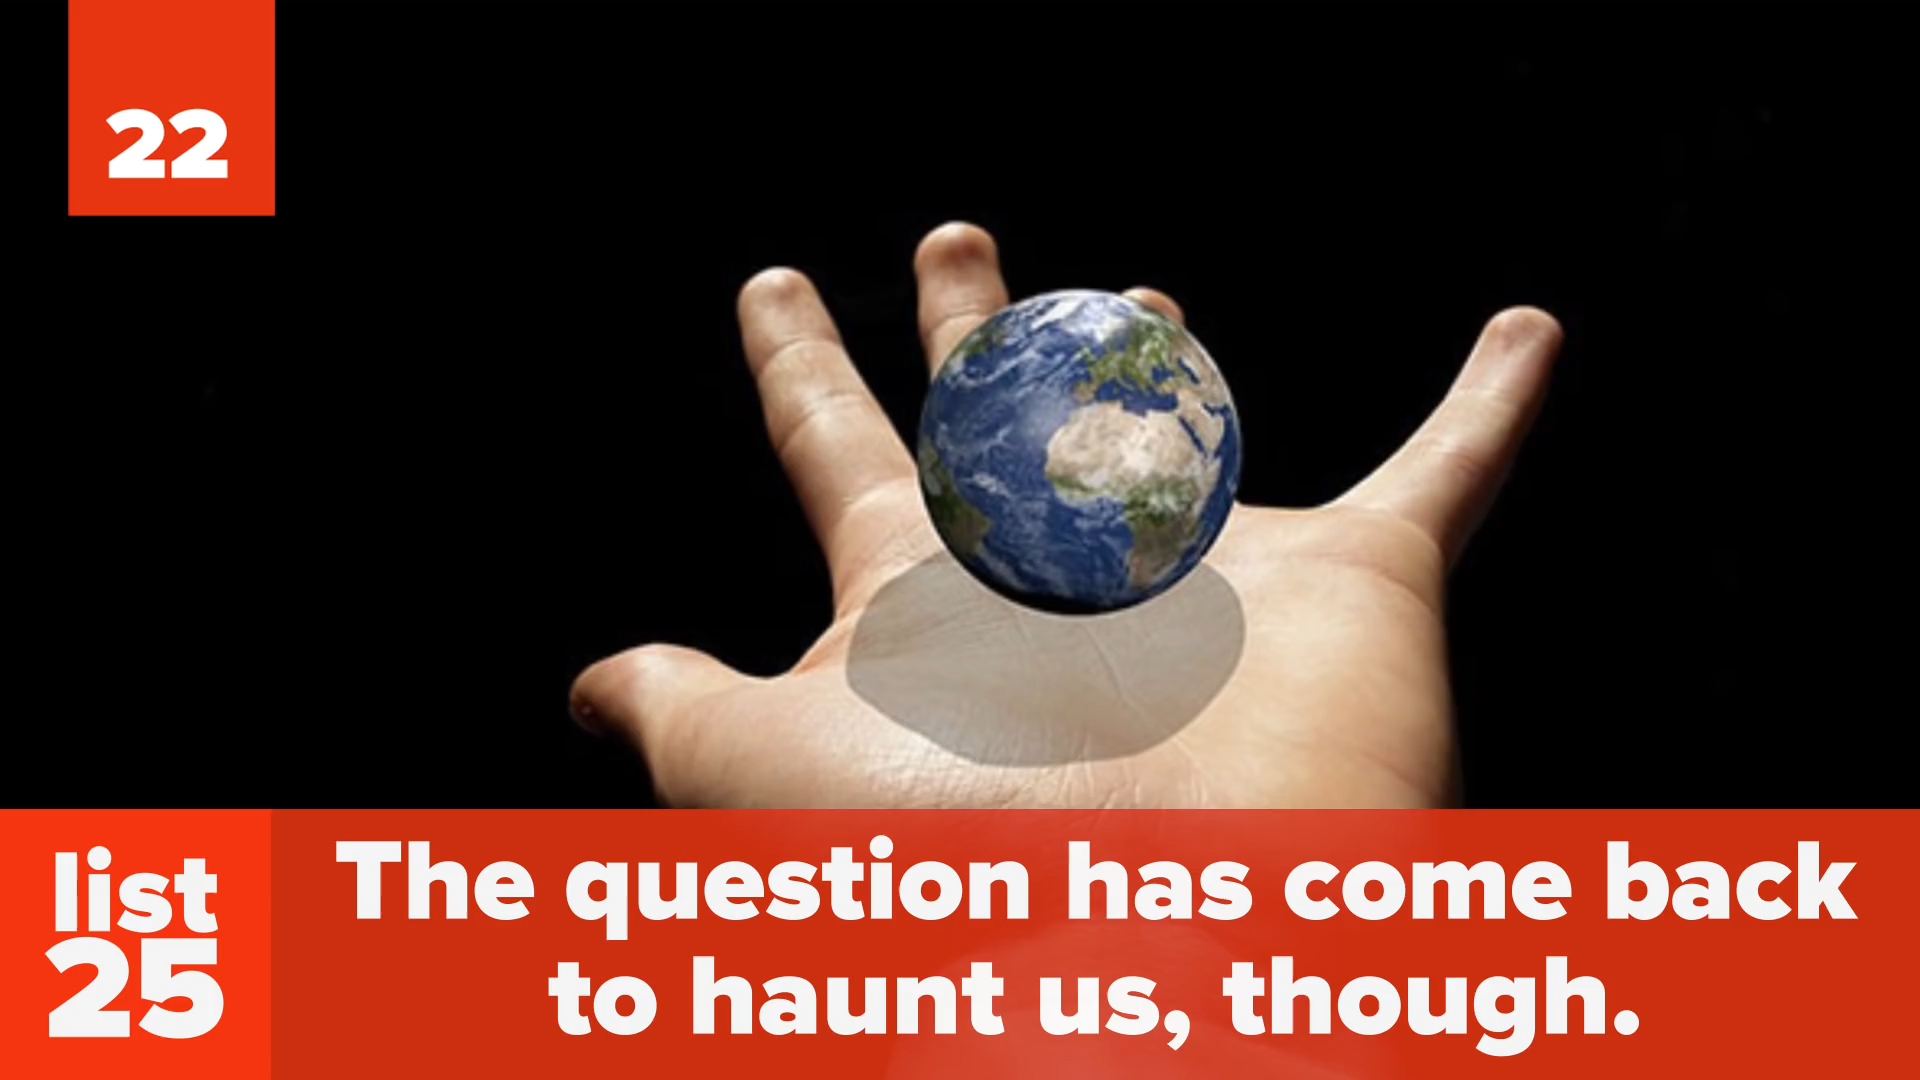 22
list
25
The question has come back
to haunt us, though.